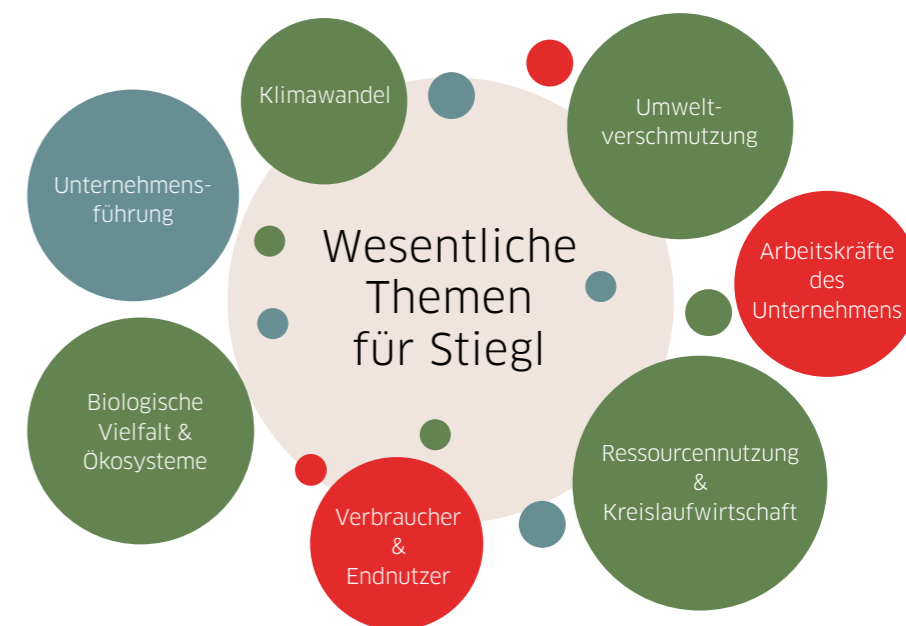 Klimawandel
Umwelt-
verschmutzung
Unternehmens-
führung
Wesentliche
Themen
für Stiegl
Arbeitskräfte
des
Unternehmens
Biologische
Vielfalt &
Ökosysteme
Ressourcennutzung
&
Kreislaufwirtschaft
Verbraucher
&
Endnutzer